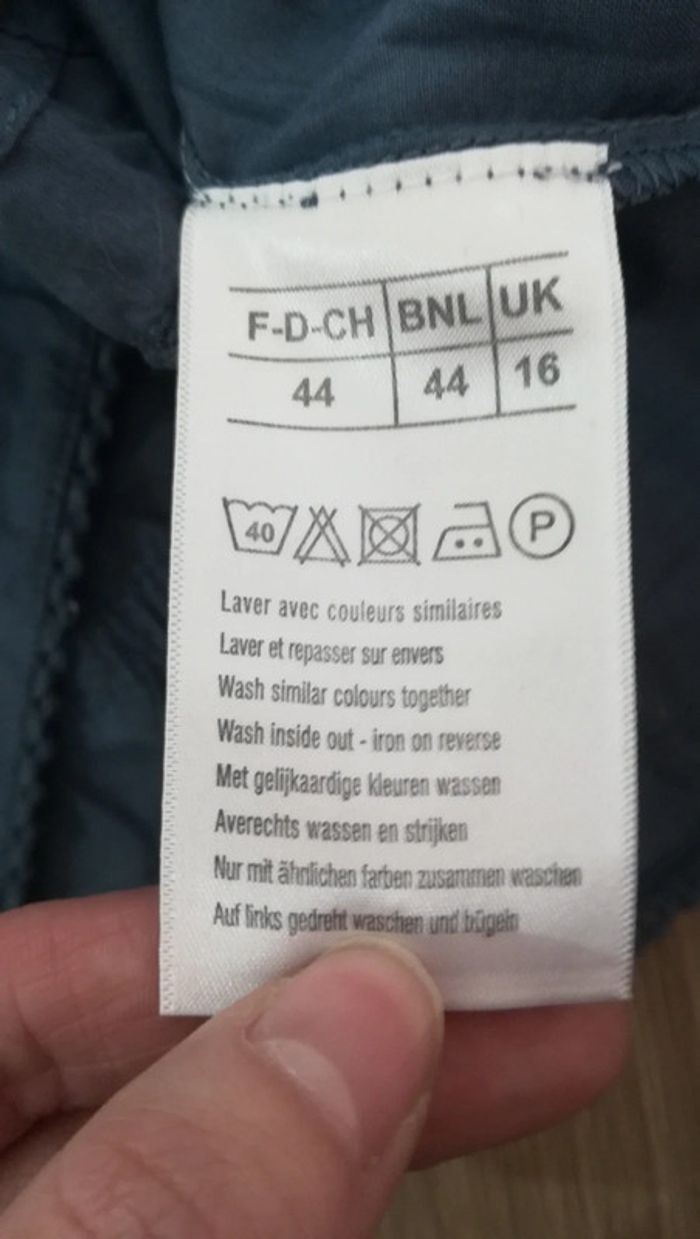 F-D-CH BNL UK
44 44 16
40 P
Laver avec couleurs similaires
Laver et repasser sur envers
Wash similar colours together
Wash inside out - iron on reverse
Met gelijkaardige kleuren wassen
Averechts wassen en strijken
Nur mit ähnlichen farben zusammen waschen
Auf links gedreht waschen und bügeln